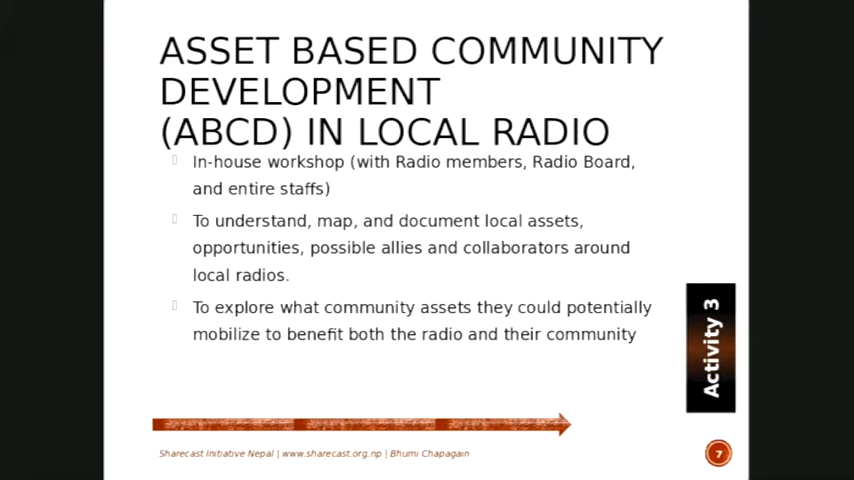 ASSET BASED COMMUNITY
DEVELOPMENT
(ABCD) IN LOCAL RADIO
In-house workshop (with Radio members, Radio Board,
and entire staffs)
To understand, map, and document local assets,
opportunities, possible allies and collaborators around
local radios.
To explore what community assets they could potentially
mobilize to benefit both the radio and their community
Activity 3
Sharecast Initiative Nepal | www.sharecast.org.np | Bhumi Chapagain
7